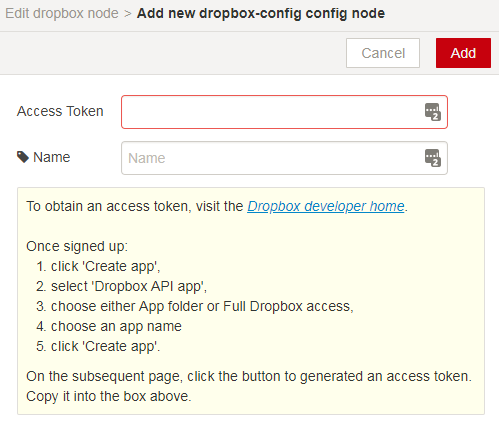 Edit dropbox node > Add new dropbox-config config node
Cancel Add
Access Token
Name Name
To obtain an access token, visit the Dropbox developer home.
Once signed up:
1. click 'Create app',
2. select 'Dropbox API app',
3. choose either App folder or Full Dropbox access,
4. choose an app name
5. click 'Create app'.
On the subsequent page, click the button to generated an access token.
Copy it into the box above.